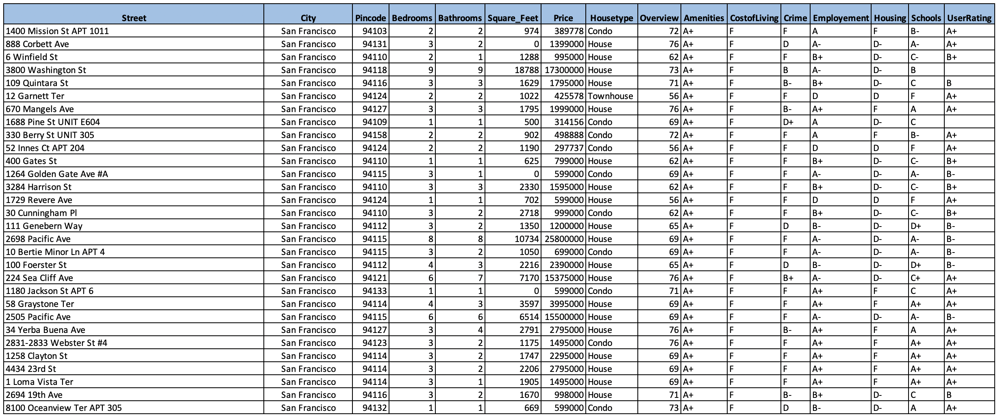 Street City Pincode Bedrooms Bathrooms Square_Feet Price Housetype Overview Amenities CostofLiving Crime Employement Housing Schools UserRating
1400 Mission St APT 1011 San Francisco 94103 2 2 974 389778 Condo 72 A+ F F A F B- A+
888 Corbett Ave San Francisco 94131 3 2 0 1399000 House 76 A+ F D A- D- A- A+
6 Winfield St San Francisco 94110 2 1 1288 995000 House 62 A+ F F B+ D- C- B+
3800 Washington St San Francisco 94118 9 9 18788 17300000 House 73 A+ F B A- D- B
109 Quintara St San Francisco 94116 3 3 1629 1795000 House 71 A+ F B- B+ D- C B
12 Garnett Ter San Francisco 94124 2 2 1022 425578 Townhouse 56 A+ F F D D F A+
670 Mangels Ave San Francisco 94127 3 3 1795 1999000 House 76 A+ F B- A+ F A A+
1688 Pine St UNIT E604 San Francisco 94109 1 1 500 314156 Condo 69 A+ F D+ A D- C
330 Berry St UNIT 305 San Francisco 94158 2 2 902 498888 Condo 72 A+ F F A F B- A+
52 Innes Ct APT 204 San Francisco 94124 2 2 1190 297737 Condo 56 A+ F F D D F A+
400 Gates St San Francisco 94110 1 1 625 799000 House 62 A+ F F B+ D- C- B+
1264 Golden Gate Ave #A San Francisco 94115 3 1 0 599000 Condo 69 A+ F F A- D- A- B-
3284 Harrison St San Francisco 94110 3 3 2330 1595000 House 62 A+ F F B+ D- C- B+
1729 Revere Ave San Francisco 94124 1 1 702 599000 House 56 A+ F F D D F A+
30 Cunningham Pl San Francisco 94110 3 2 2718 999000 Condo 62 A+ F F B+ D- C- B+
111 Genebern Way San Francisco 94112 3 2 1350 1200000 House 65 A+ F D B- D- D+ B-
2698 Pacific Ave San Francisco 94115 8 8 10734 25800000 House 69 A+ F F A- D- A- B-
10 Bertie Minor Ln APT 4 San Francisco 94115 3 2 1050 699000 Condo 69 A+ F F A- D- A- B-
100 Foerster St San Francisco 94112 4 3 2216 2390000 House 65 A+ F D B- D- D+ B-
224 Sea Cliff Ave San Francisco 94121 6 7 7170 15375000 House 76 A+ F B+ A- D- C+ A+
1180 Jackson St APT 6 San Francisco 94133 1 1 0 599000 Condo 71 A+ F F A+ F C A+
58 Graystone Ter San Francisco 94114 4 3 3597 3995000 House 69 A+ F F A+ F A+ A+
2505 Pacific Ave San Francisco 94115 6 6 6514 15500000 House 69 A+ F F A- D- A- B-
34 Yerba Buena Ave San Francisco 94127 3 4 2791 2795000 House 76 A+ F B- A+ F A A+
2831-2833 Webster St #4 San Francisco 94123 3 2 1175 1495000 Condo 76 A+ F F A+ F A+ A+
1258 Clayton St San Francisco 94114 3 2 1747 2295000 House 69 A+ F F A+ F A+ A+
4434 23rd St San Francisco 94114 3 2 2206 2795000 House 69 A+ F F A+ F A+ A+
1 Loma Vista Ter San Francisco 94114 3 1 1905 1495000 House 69 A+ F F A+ F A+ A+
2694 19th Ave San Francisco 94116 3 2 1670 998000 House 71 A+ F B- B+ D- C B
8100 Oceanview Ter APT 305 San Francisco 94132 1 1 669 599000 Condo 73 A+ F D B- D- A A+